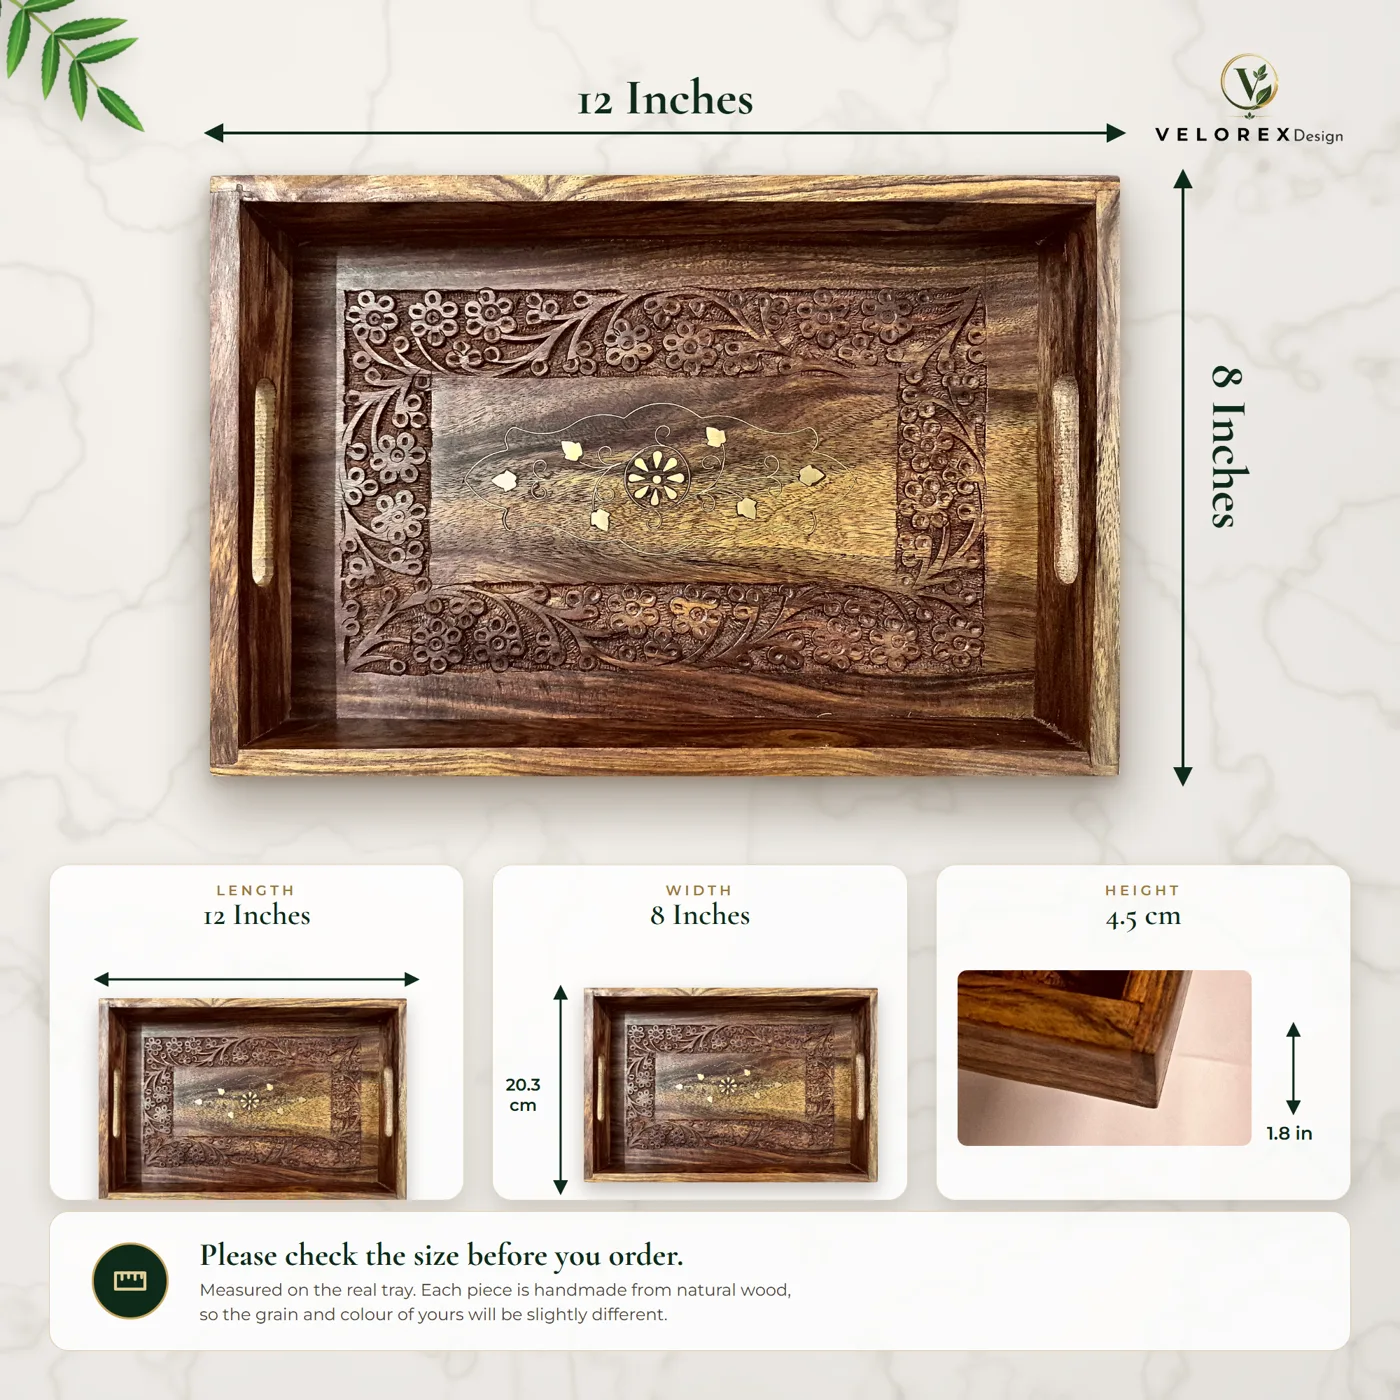 12 Inches
VELOREX Design
8 Inches
LENGTH
12 Inches
WIDTH
8 Inches
20.3
cm
HEIGHT
4.5 cm
1.8 in
Please check the size before you order.
Measured on the real tray. Each piece is handmade from natural wood,
so the grain and colour of yours will be slightly different.